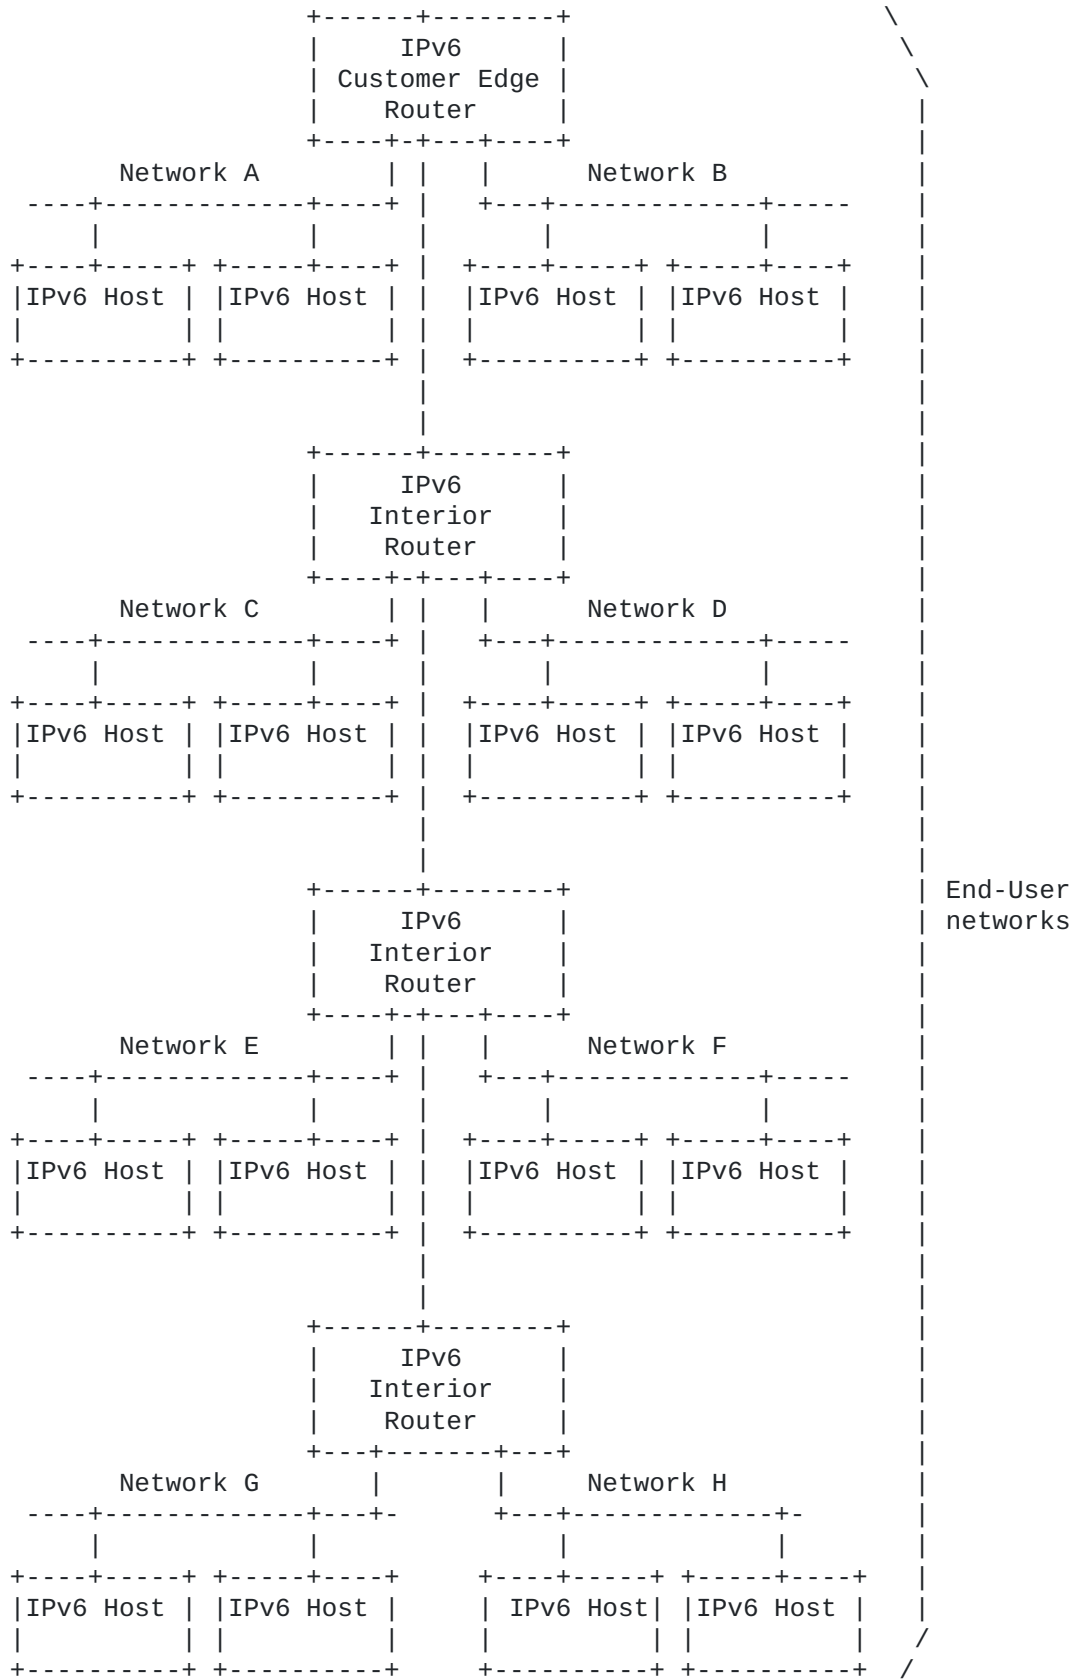 IPv6
Customer Edge
Router
Network A Network B
IPv6 Host IPv6 Host IPv6 Host IPv6 Host
IPv6
Interior
Router
Network C Network D
IPv6 Host IPv6 Host IPv6 Host IPv6 Host
End-User
networks
IPv6
Interior
Router
Network E Network F
IPv6 Host IPv6 Host IPv6 Host IPv6 Host
IPv6
Interior
Router
Network G Network H
IPv6 Host IPv6 Host IPv6 Host IPv6 Host